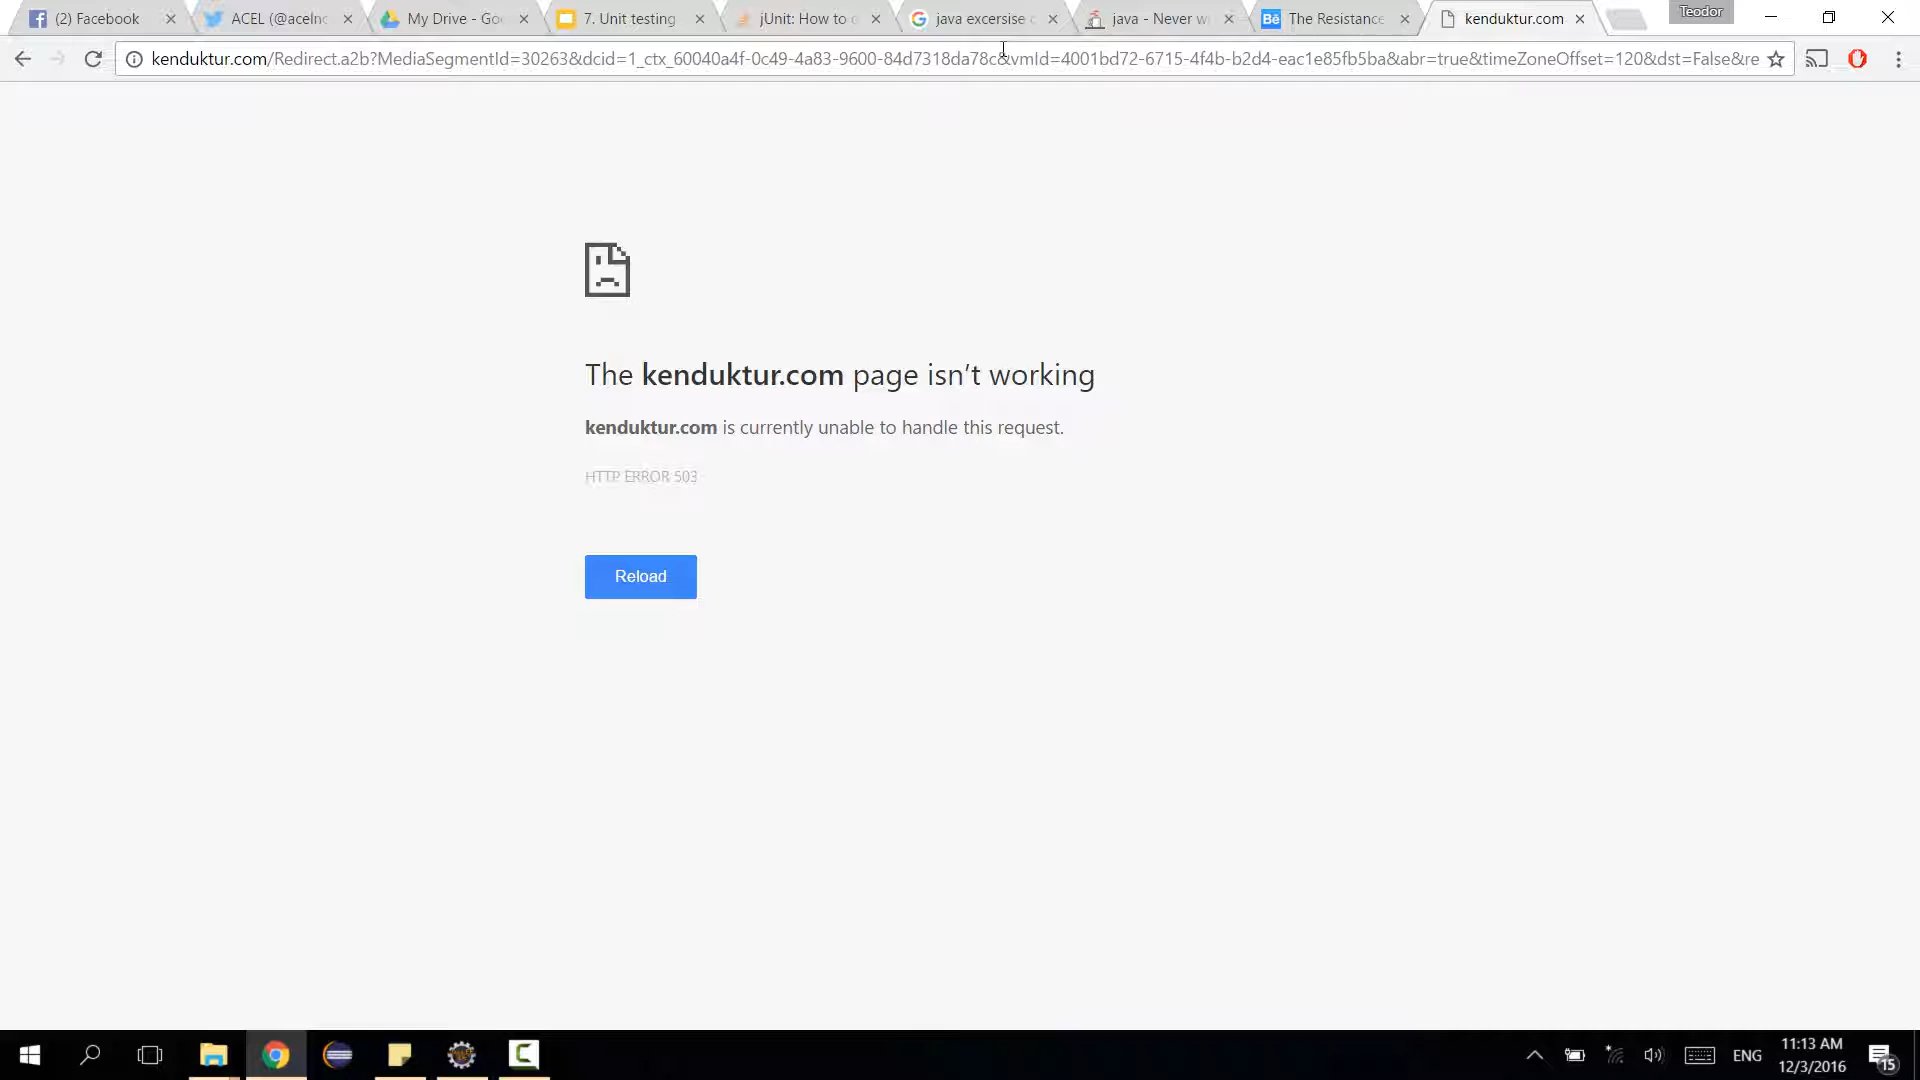 (2) Facebook
ACEL (@acelnc
My Drive - Go
7. Unit testing
jUnit: How to
java excersise
java - Never w
Bē The Resistance
kenduktur.com
Teodor
kenduktur.com/Redirect.a2b?MediaSegmentId=30263&dcid=1_ctx_60040a4f-0c49-4a83-9600-84d7318da78c&vmId=4001bd72-6715-4f4b-b2d4-eac1e85fb5ba&abr=true&timeZoneOffset=120&dst=False&re
The kenduktur.com page isn't working
kenduktur.com is currently unable to handle this request.
HTTP ERROR 503
Reload
ENG
11:13 AM
12/3/2016
15